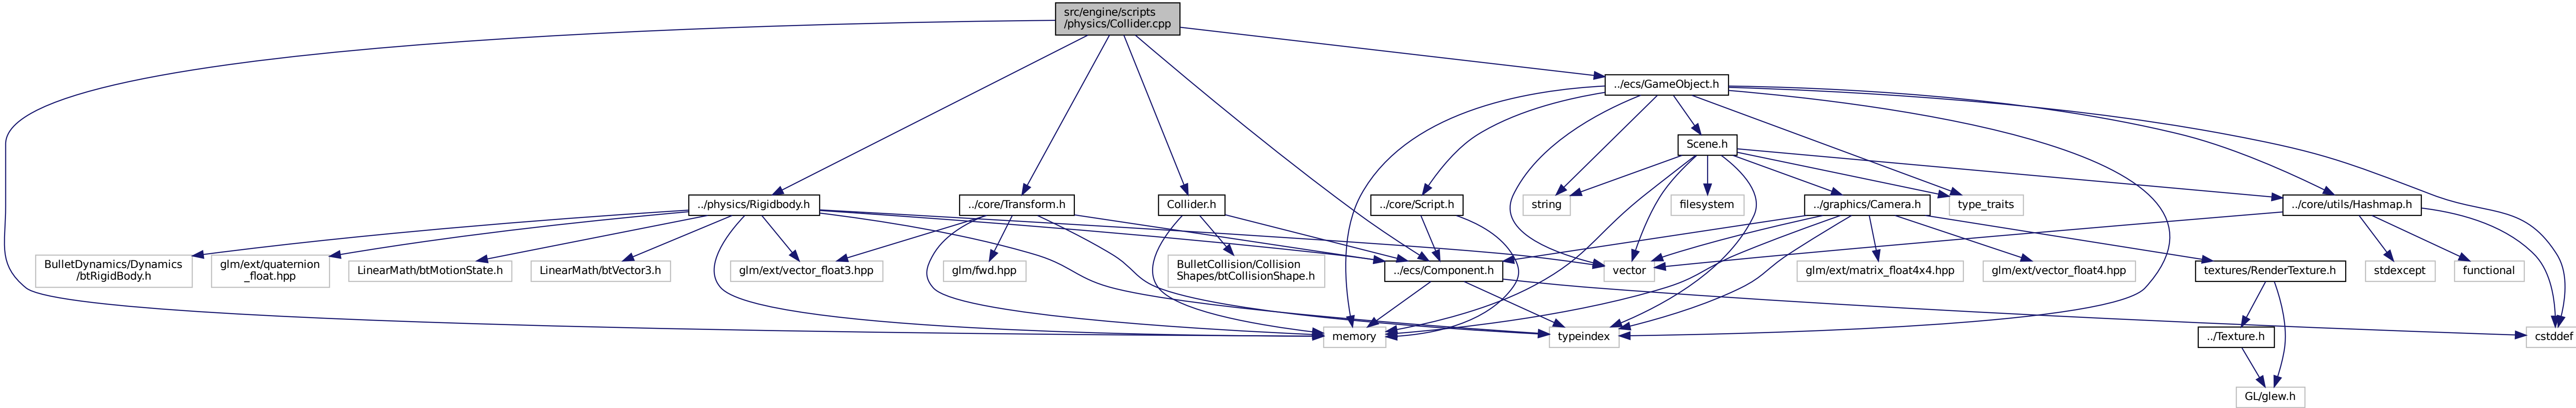 src/engine/scripts
/physics/Collider.cpp
../ecs/GameObject.h
Scene.h
../physics/Rigidbody.h
../core/Transform.h
Collider.h
../core/Script.h
string
filesystem
../graphics/Camera.h
type_traits
../core/utils/Hashmap.h
BulletDynamics/Dynamics
/btRigidBody.h
glm/ext/quaternion
_float.hpp
LinearMath/btMotionState.h
LinearMath/btVector3.h
glm/ext/vector_float3.hpp
glm/fwd.hpp
BulletCollision/Collision
Shapes/btCollisionShape.h
../ecs/Component.h
vector
glm/ext/matrix_float4x4.hpp
glm/ext/vector_float4.hpp
textures/RenderTexture.h
stdexcept
functional
memory
typeindex
../Texture.h
cstddef
GL/glew.h